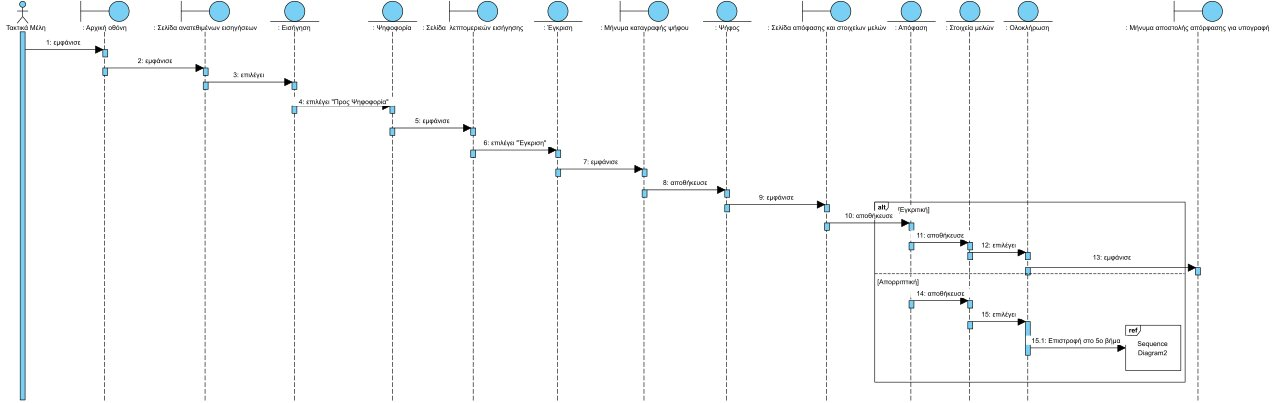 Τακτικά Μέλη
: Αρχική οθόνη
: Σελίδα ανατεθιμένων εισηγήσεων
: Εισήγηση
: Ψηφοφορία
: Σελίδα  λεπτομεριών εισήγησης
: Έγκριση
: Μήνυμα καταγραφής ψήφου
: Ψήφος
: Σελίδα απόφασης και στοιχείων μελών
: Απόφαση
: Στοιχεία μελών
: Ολοκλήρωση
: Μήνυμα αποστολής απόρφασης για υπογραφή
1: εμφάνισε
2: εμφάνισε
3: επιλέγει
4: επιλέγει "Προς Ψηφοφορία"
5: εμφάνισε
6: επιλέγει "Έγκριση"
7: εμφάνισε
8: αποθήκευσε
9: εμφάνισε
alt
[Εγκριτική]
10: αποθήκευσε
11: αποθήκευσε
12: επιλέγει
13: εμφάνισε
[Απορριπτική]
14: αποθήκευσε
15: επιλέγει
ref
15.1: Επιστροφή στο 5ο βήμα
Sequence
Diagram2